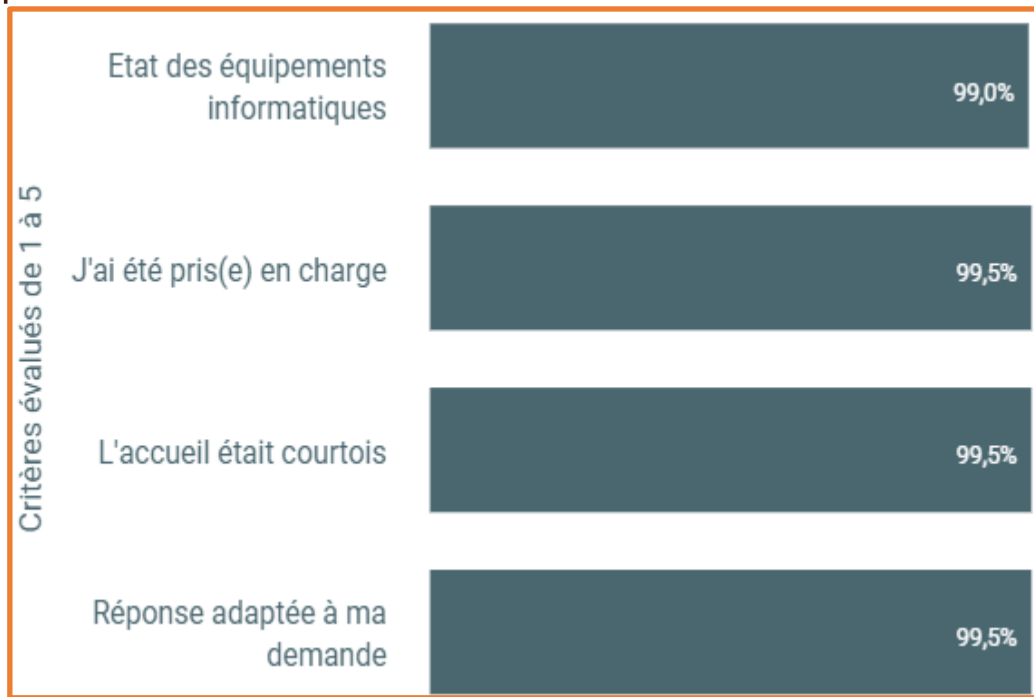 Critères évalués de 1 à 5
Etat des équipements
informatiques
99,0%
J'ai été pris(e) en charge
99,5%
L'accueil était courtois
99,5%
Réponse adaptée à ma
demande
99,5%